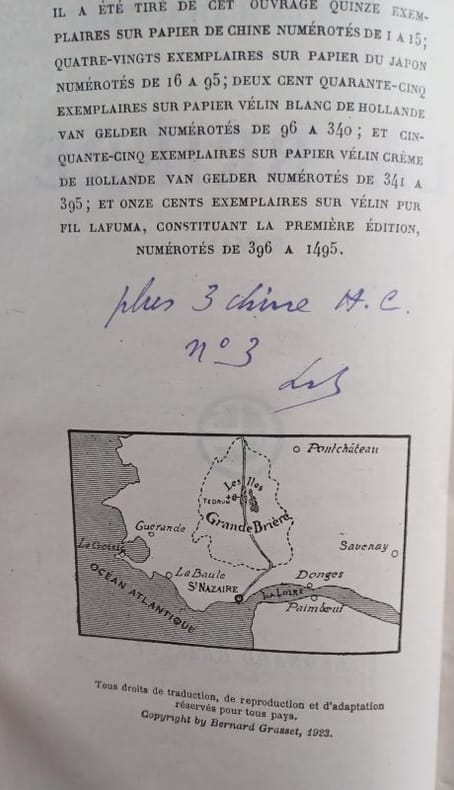 IL A ÉTÉ TIRÉ DE CET OUVRAGE QUINZE EXEM-
PLAIRES SUR PAPIER DE CHINE NUMÉROTÉS DE 1 A 15;
QUATRE-VINGTS EXEMPLAIRES SUR PAPIER DU JAPON
NUMÉROTÉS DE 16 A 95; DEUX CENT QUARANTE-CINQ
EXEMPLAIRES SUR PAPIER VÉLIN BLANC DE HOLLANDE
VAN GELDER NUMÉROTÉS DE 96 A 340; ET CIN-
QUANTE-CINQ EXEMPLAIRES SUR PAPIER VÉLIN CRÈME
DE HOLLANDE VAN GELDER NUMÉROTÉS DE 341 A
395; ET ONZE CENTS EXEMPLAIRES SUR VÉLIN PUR
FIL LAFUMA, CONSTITUANT LA PREMIÈRE ÉDITION,
NUMÉROTÉS DE 396 A 1495.
plus 3 chine H.C.
nº 3
Pontchâteau
Les Iles
Grande Brière
Guérande
Le Croisic
Savenay
La Baule
Donges
ST NAZAIRE
LA LOIRE
Paimbœuf
OCÉAN ATLANTIQUE
Tous droits de traduction, de reproduction et d'adaptation
réservés pour tous pays.
Copyright by Bernard Grasset, 1923.